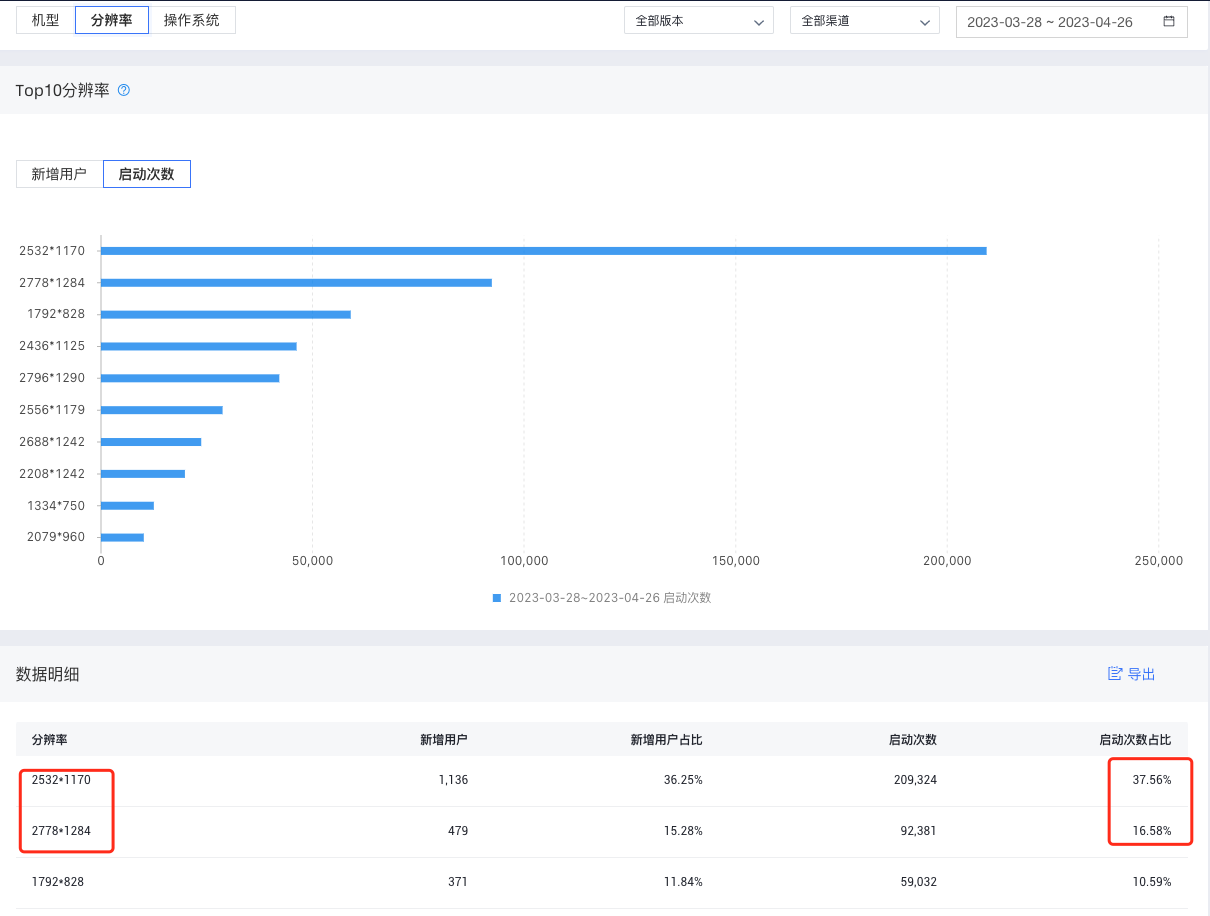 机型 分辨率 操作系统 全部版本 全部渠道 2023-03-28 ~ 2023-04-26
Top10分辨率
新增用户 启动次数
2532*1170
2778*1284
1792*828
2436*1125
2796*1290
2556*1179
2688*1242
2208*1242
1334*750
2079*960
0 50,000 100,000 150,000 200,000 250,000
2023-03-28~2023-04-26 启动次数
数据明细 导出
分辨率 新增用户 新增用户占比 启动次数 启动次数占比
2532*1170 1,136 36.25% 209,324 37.56%
2778*1284 479 15.28% 92,381 16.58%
1792*828 371 11.84% 59,032 10.59%